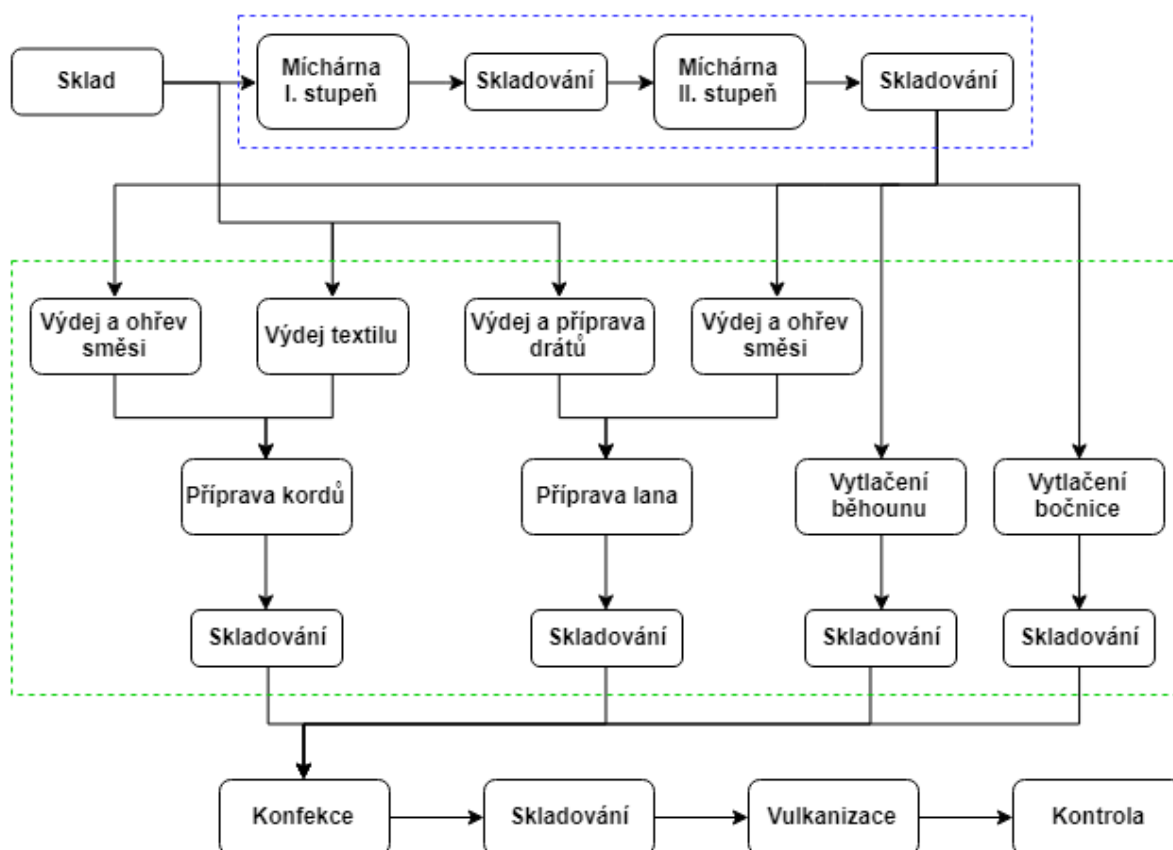 Sklad
Míchárna
I. stupeň
Skladování
Míchárna
II. stupeň
Skladování
Výdej a ohřev
směsi
Výdej textilu
Výdej a příprava
drátů
Výdej a ohřev
směsi
Příprava kordů
Příprava lana
Vytlačení
běhounu
Vytlačení
bočnice
Skladování
Skladování
Skladování
Skladování
Konfekce
Skladování
Vulkanizace
Kontrola